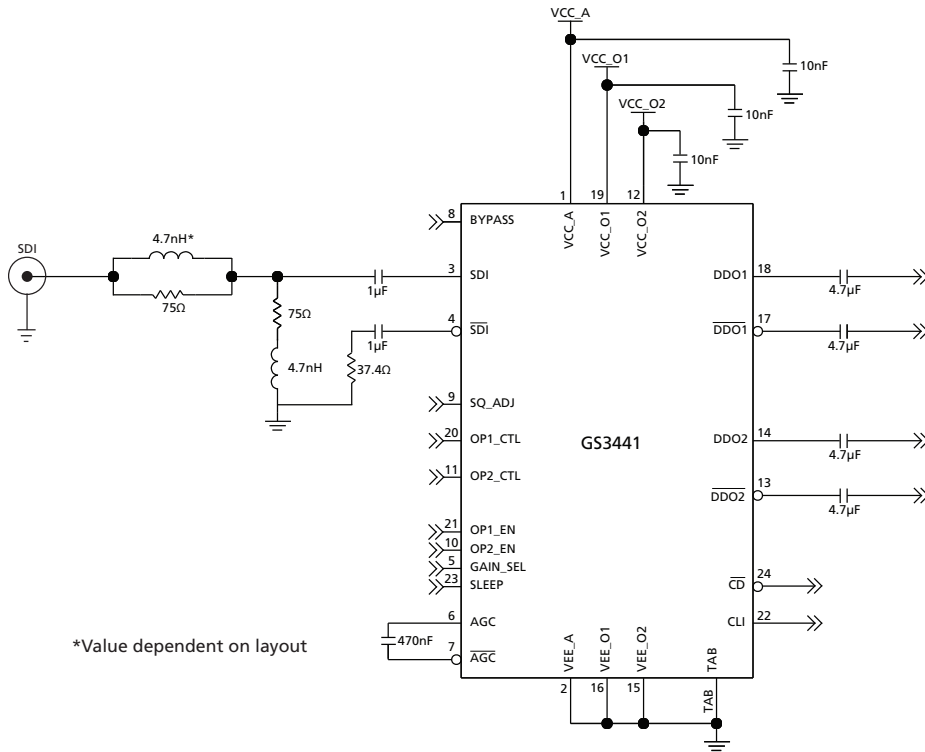 VCC_A
10nF
VCC_O1
10nF
VCC_O2
10nF
1
19
12
VCC_A
VCC_O1
VCC_O2
8
BYPASS
SDI
4.7nH*
75Ω
1µF
3
SDI
DDO1
18
4.7µF
75Ω
4.7nH
1µF
37.4Ω
4
SDI
DDO1
17
4.7µF
9
SQ_ADJ
20
OP1_CTL
GS3441
DDO2
14
4.7µF
11
OP2_CTL
DDO2
13
4.7µF
21
OP1_EN
10
OP2_EN
5
GAIN_SEL
23
SLEEP
CD
24
6
AGC
CLI
22
470nF
7
AGC
*Value dependent on layout
VEE_A
VEE_O1
VEE_O2
TAB
2
16
15
TAB